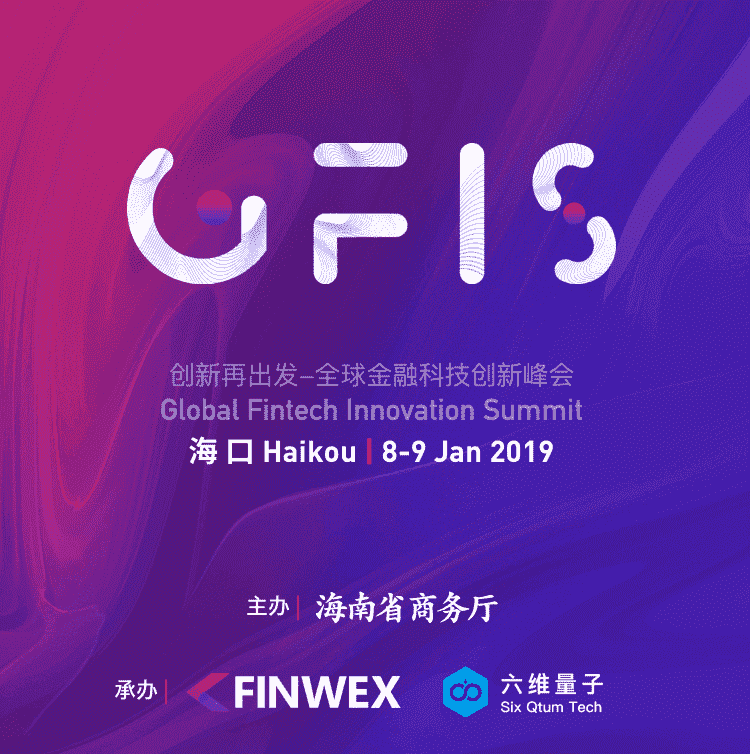 GFIS
创新再出发–全球金融科技创新峰会
Global Fintech Innovation Summit
海口 Haikou | 8-9 Jan 2019
主办 | 海南省商务厅
承办 | FINWEX 六维量子
Six Qtum Tech